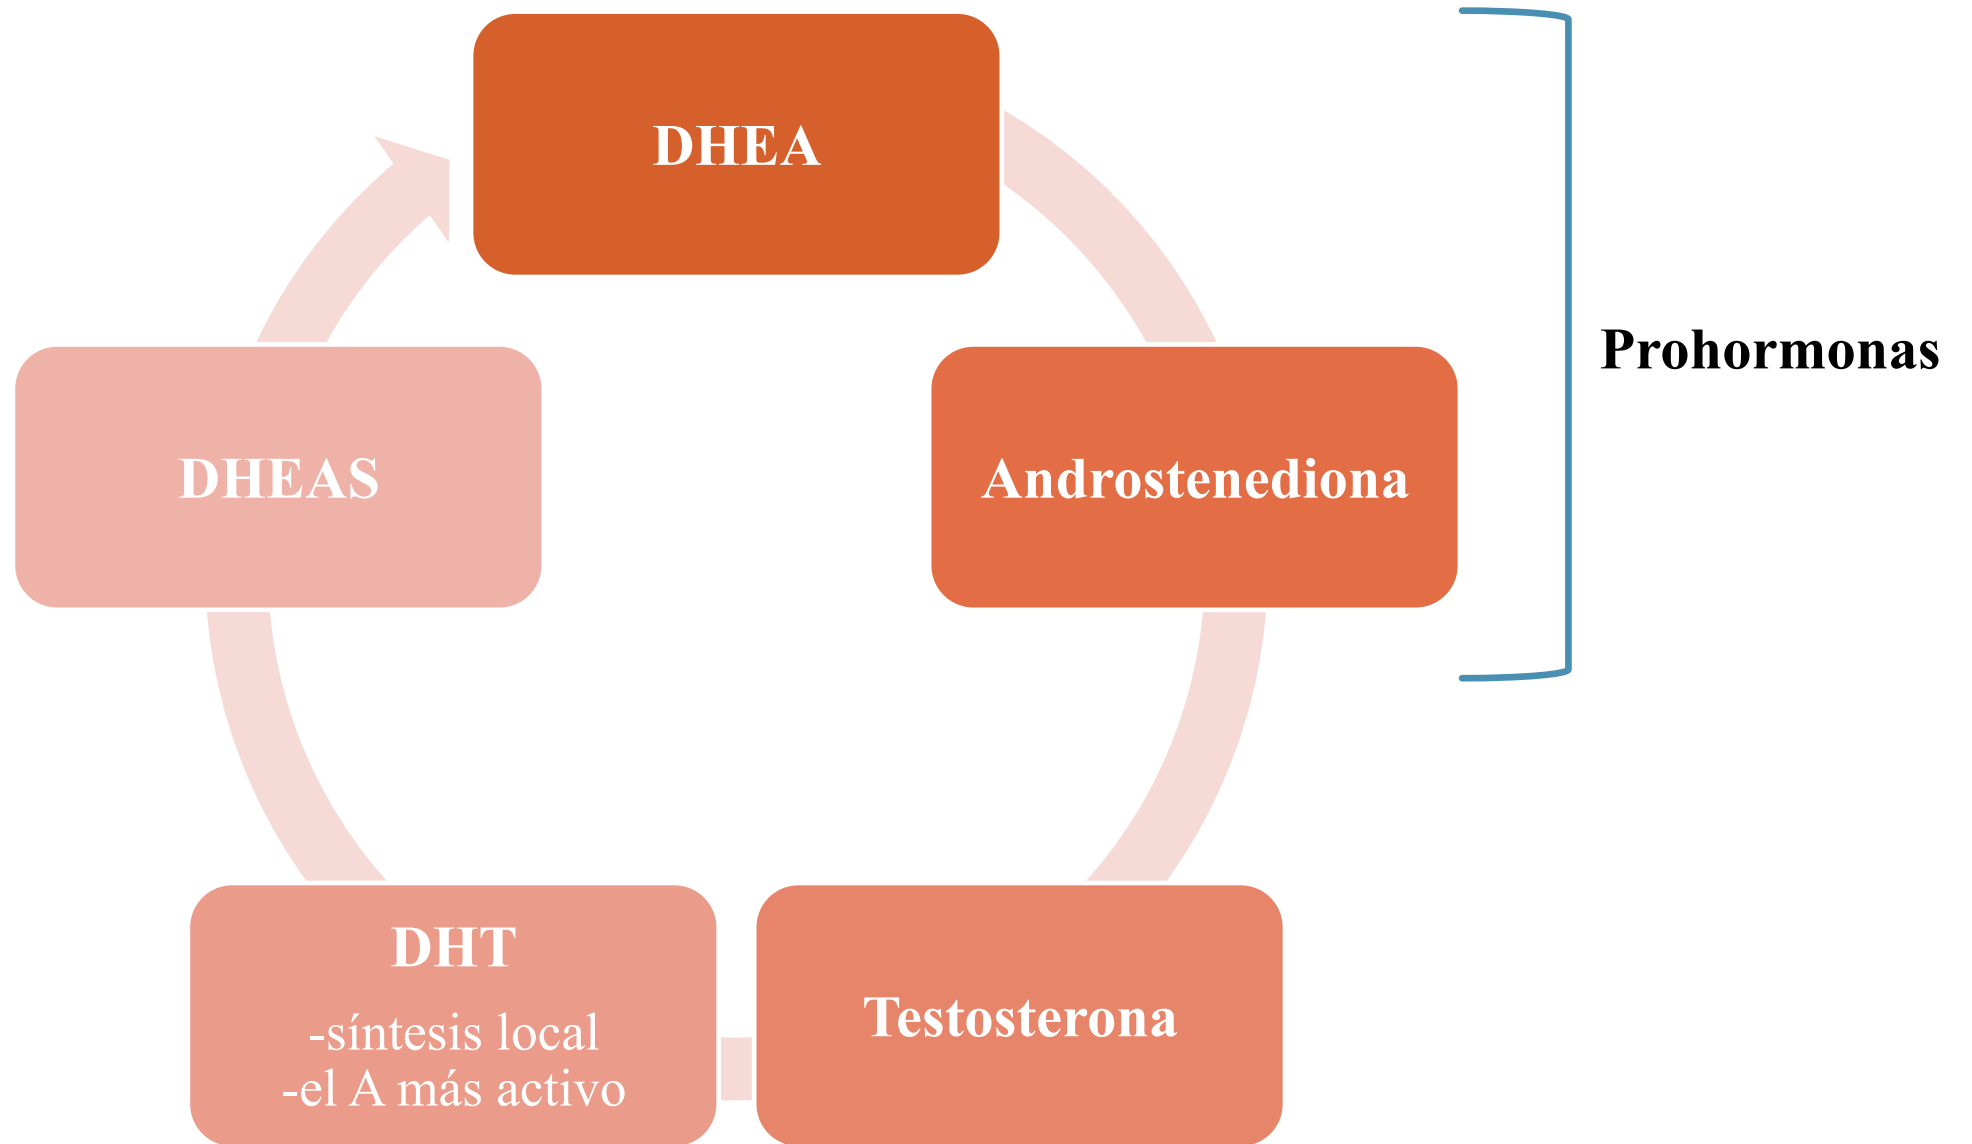 DHEA
Prohormonas
Androstenediona
DHEAS
DHT
-síntesis local
-el A más activo
Testosterona